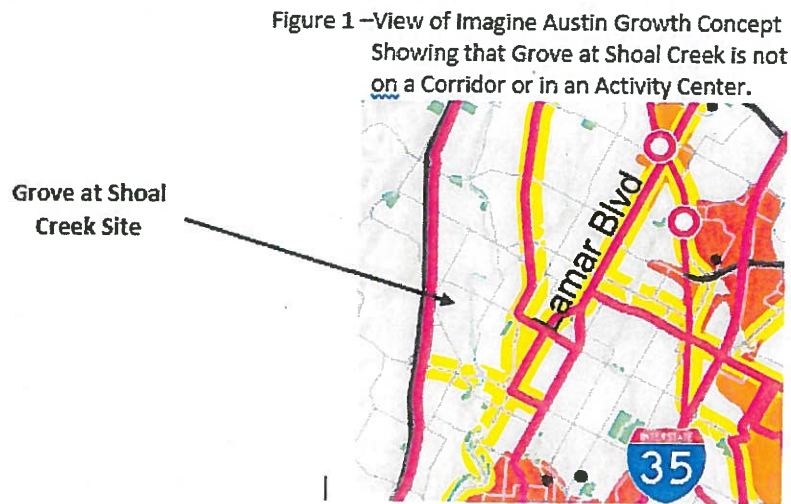 Figure 1 –View of Imagine Austin Growth Concept
Showing that Grove at Shoal Creek is not
on a Corridor or in an Activity Center.
Grove at Shoal
Creek Site
Lamar Blvd
INTERSTATE
35